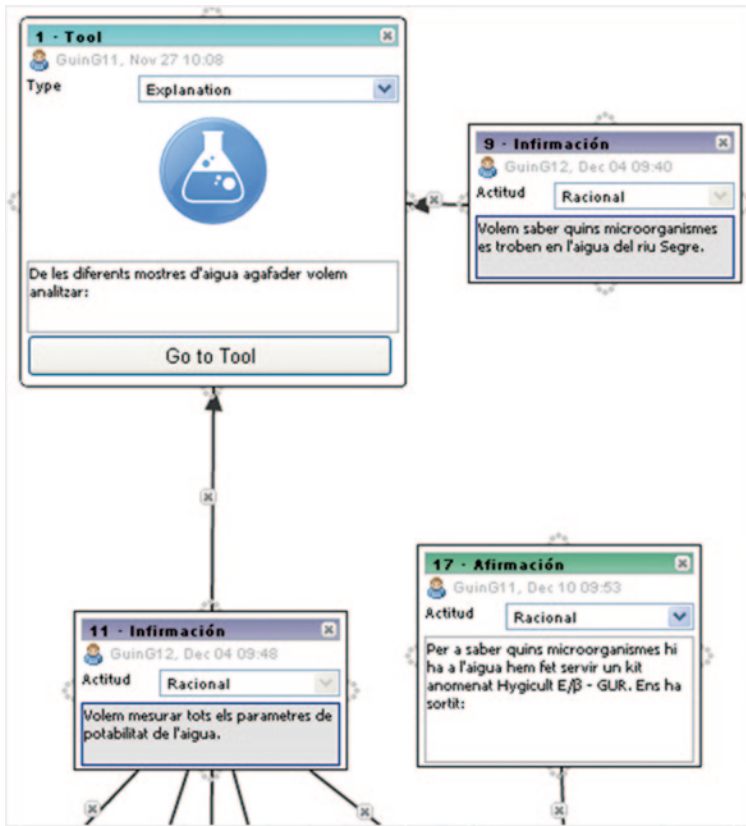 1 - Tool
GuinG11, Nov 27 10:08
Type
Explanation
De les diferents mostres d'aigua agafader volem
analitzar:
Go to Tool
9 - Infirmación
GuinG12, Dec 04 09:40
Actitud
Racional
Volem saber quins microorganismes
es troben en l'aigua del riu Segre.
11 - Infirmación
GuinG12, Dec 04 09:48
Actitud
Racional
Volem mesurar tots els parametres de
potabilitat de l'aigua.
17 - Afirmación
GuinG11, Dec 10 09:53
Actitud
Racional
Per a saber quins microorganismes hi
ha a l'aigua hem fet servir un kit
anomenat Hygicult E/β - GUR. Ens ha
sortit: